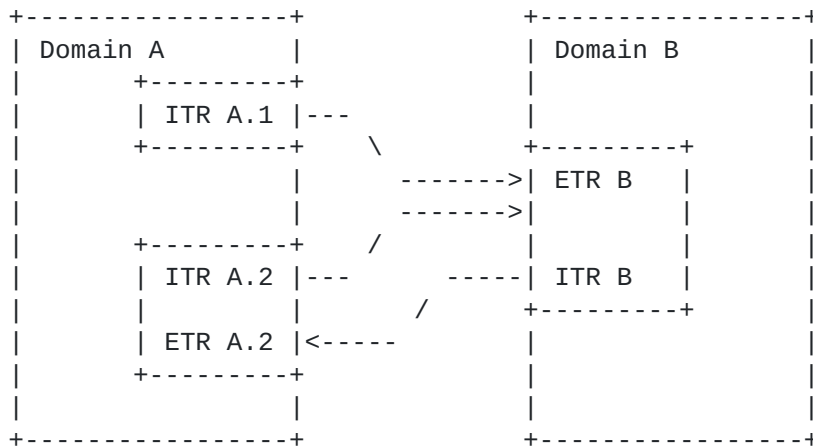 Domain A
Domain B
ITR A.1
ETR B
ITR A.2
ITR B
ETR A.2